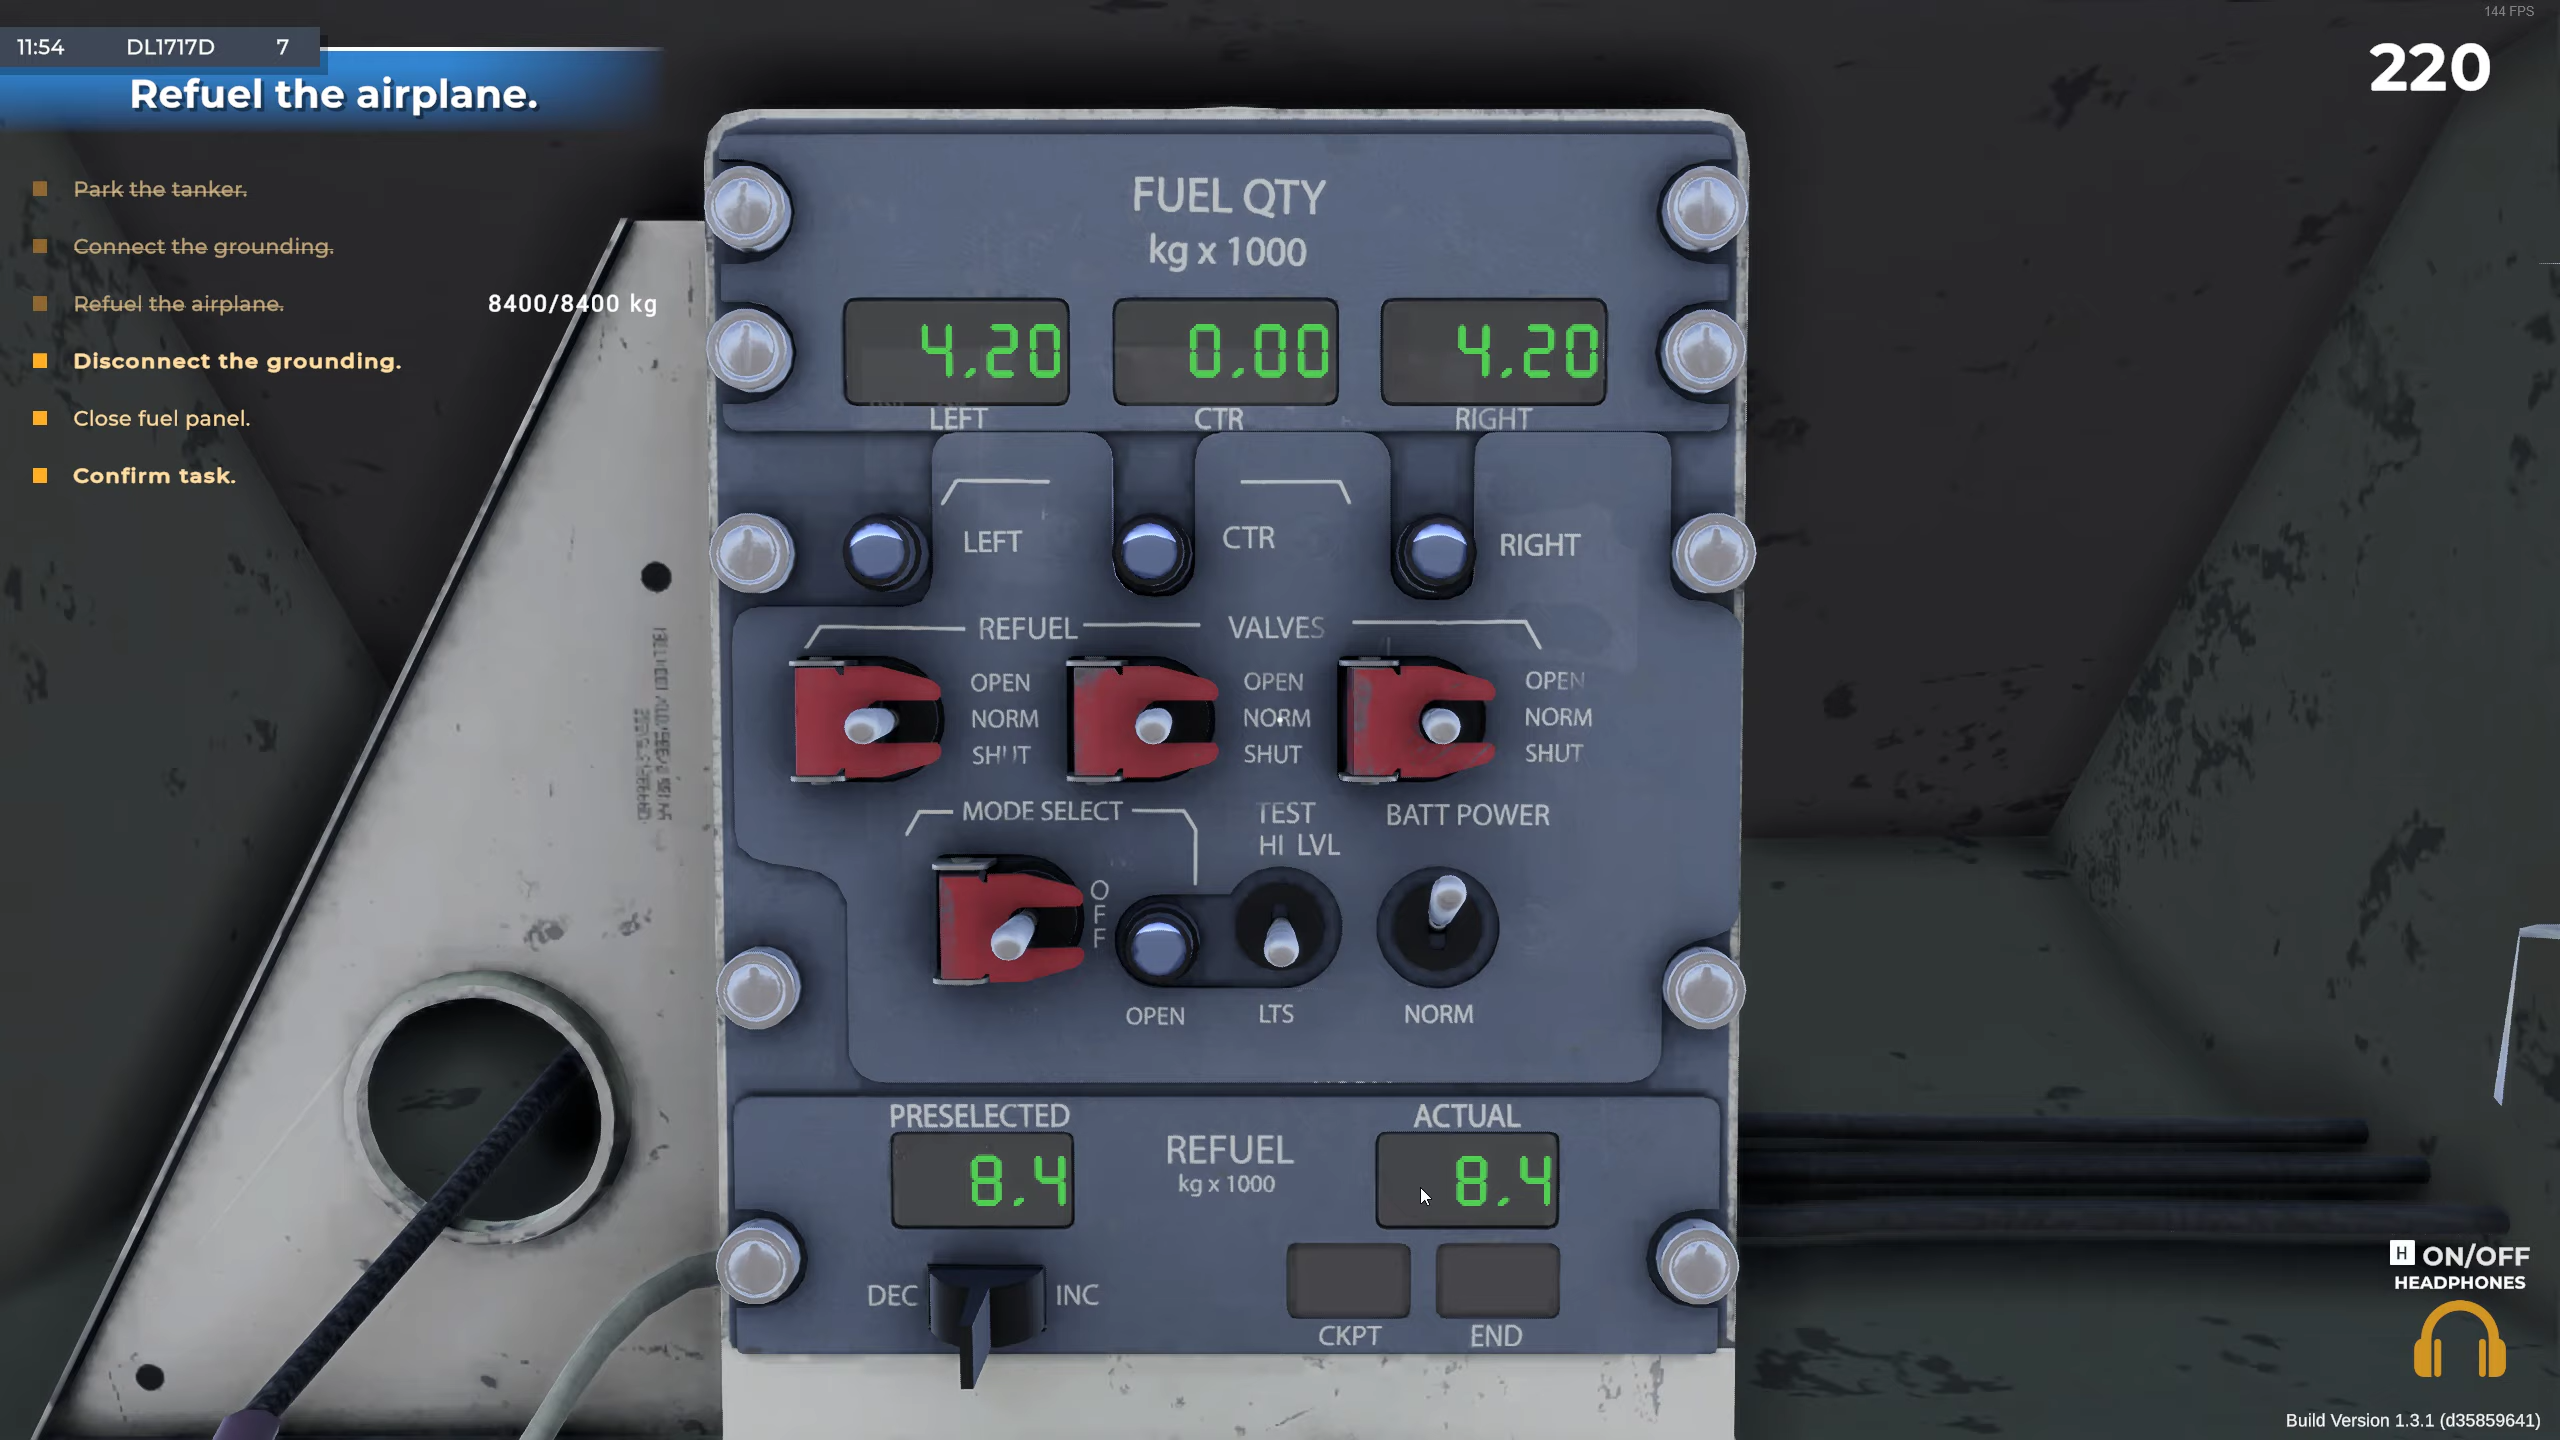 144 FPS
11:54 DL1717D 7
220
Refuel the airplane.
Park the tanker.
Connect the grounding.
Refuel the airplane. 8400/8400 kg
Disconnect the grounding.
Close fuel panel.
Confirm task.
FUEL QTY
kg x 1000
4,20 0,00 4,20
LEFT CTR RIGHT
LEFT CTR RIGHT
REFUEL VALVES
OPEN OPEN OPEN
NORM NORM NORM
SHUT SHUT SHUT
MODE SELECT TEST BATT POWER
HI LVL
OFF
OPEN LTS NORM
PRESELECTED ACTUAL
REFUEL
8,4 kg x 1000 8,4
DEC INC
CKPT END
H ON/OFF
HEADPHONES
Build Version 1.3.1 (d35859641)